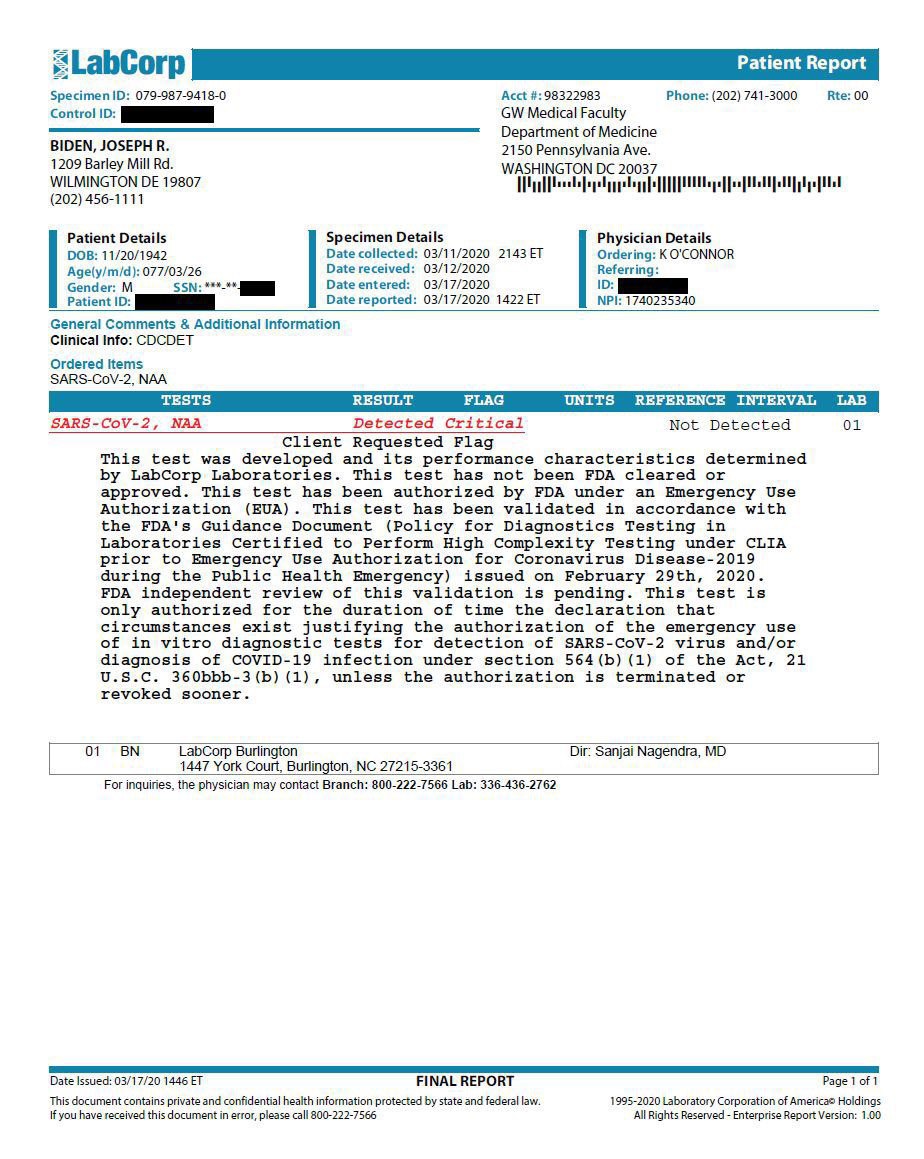 LabCorp Patient Report
Specimen ID: 079-987-9418-0
Control ID:
Acct #: 98322983 Phone: (202) 741-3000 Rte: 00
GW Medical Faculty
Department of Medicine
2150 Pennsylvania Ave.
WASHINGTON DC 20037
BIDEN, JOSEPH R.
1209 Barley Mill Rd.
WILMINGTON DE 19807
(202) 456-1111
Patient Details
DOB: 11/20/1942
Age(y/m/d): 077/03/26
Gender: M SSN: ***-**-
Patient ID:
Specimen Details
Date collected: 03/11/2020 2143 ET
Date received: 03/12/2020
Date entered: 03/17/2020
Date reported: 03/17/2020 1422 ET
Physician Details
Ordering: K O'CONNOR
Referring:
ID:
NPI: 1740235340
General Comments & Additional Information
Clinical Info: CDCDET
Ordered Items
SARS-CoV-2, NAA
TESTS RESULT FLAG UNITS REFERENCE INTERVAL LAB
SARS-CoV-2, NAA Detected Critical Not Detected 01
Client Requested Flag
This test was developed and its performance characteristics determined
by LabCorp Laboratories. This test has not been FDA cleared or
approved. This test has been authorized by FDA under an Emergency Use
Authorization (EUA). This test has been validated in accordance with
the FDA's Guidance Document (Policy for Diagnostics Testing in
Laboratories Certified to Perform High Complexity Testing under CLIA
prior to Emergency Use Authorization for Coronavirus Disease-2019
during the Public Health Emergency) issued on February 29th, 2020.
FDA independent review of this validation is pending. This test is
only authorized for the duration of time the declaration that
circumstances exist justifying the authorization of the emergency use
of in vitro diagnostic tests for detection of SARS-CoV-2 virus and/or
diagnosis of COVID-19 infection under section 564(b)(1) of the Act, 21
U.S.C. 360bbb-3(b)(1), unless the authorization is terminated or
revoked sooner.
01 BN LabCorp Burlington Dir: Sanjai Nagendra, MD
1447 York Court, Burlington, NC 27215-3361
For inquiries, the physician may contact Branch: 800-222-7566 Lab: 336-436-2762
Date Issued: 03/17/20 1446 ET FINAL REPORT Page 1 of 1
This document contains private and confidential health information protected by state and federal law.
If you have received this document in error, please call 800-222-7566
1995-2020 Laboratory Corporation of America© Holdings
All Rights Reserved - Enterprise Report Version: 1.00